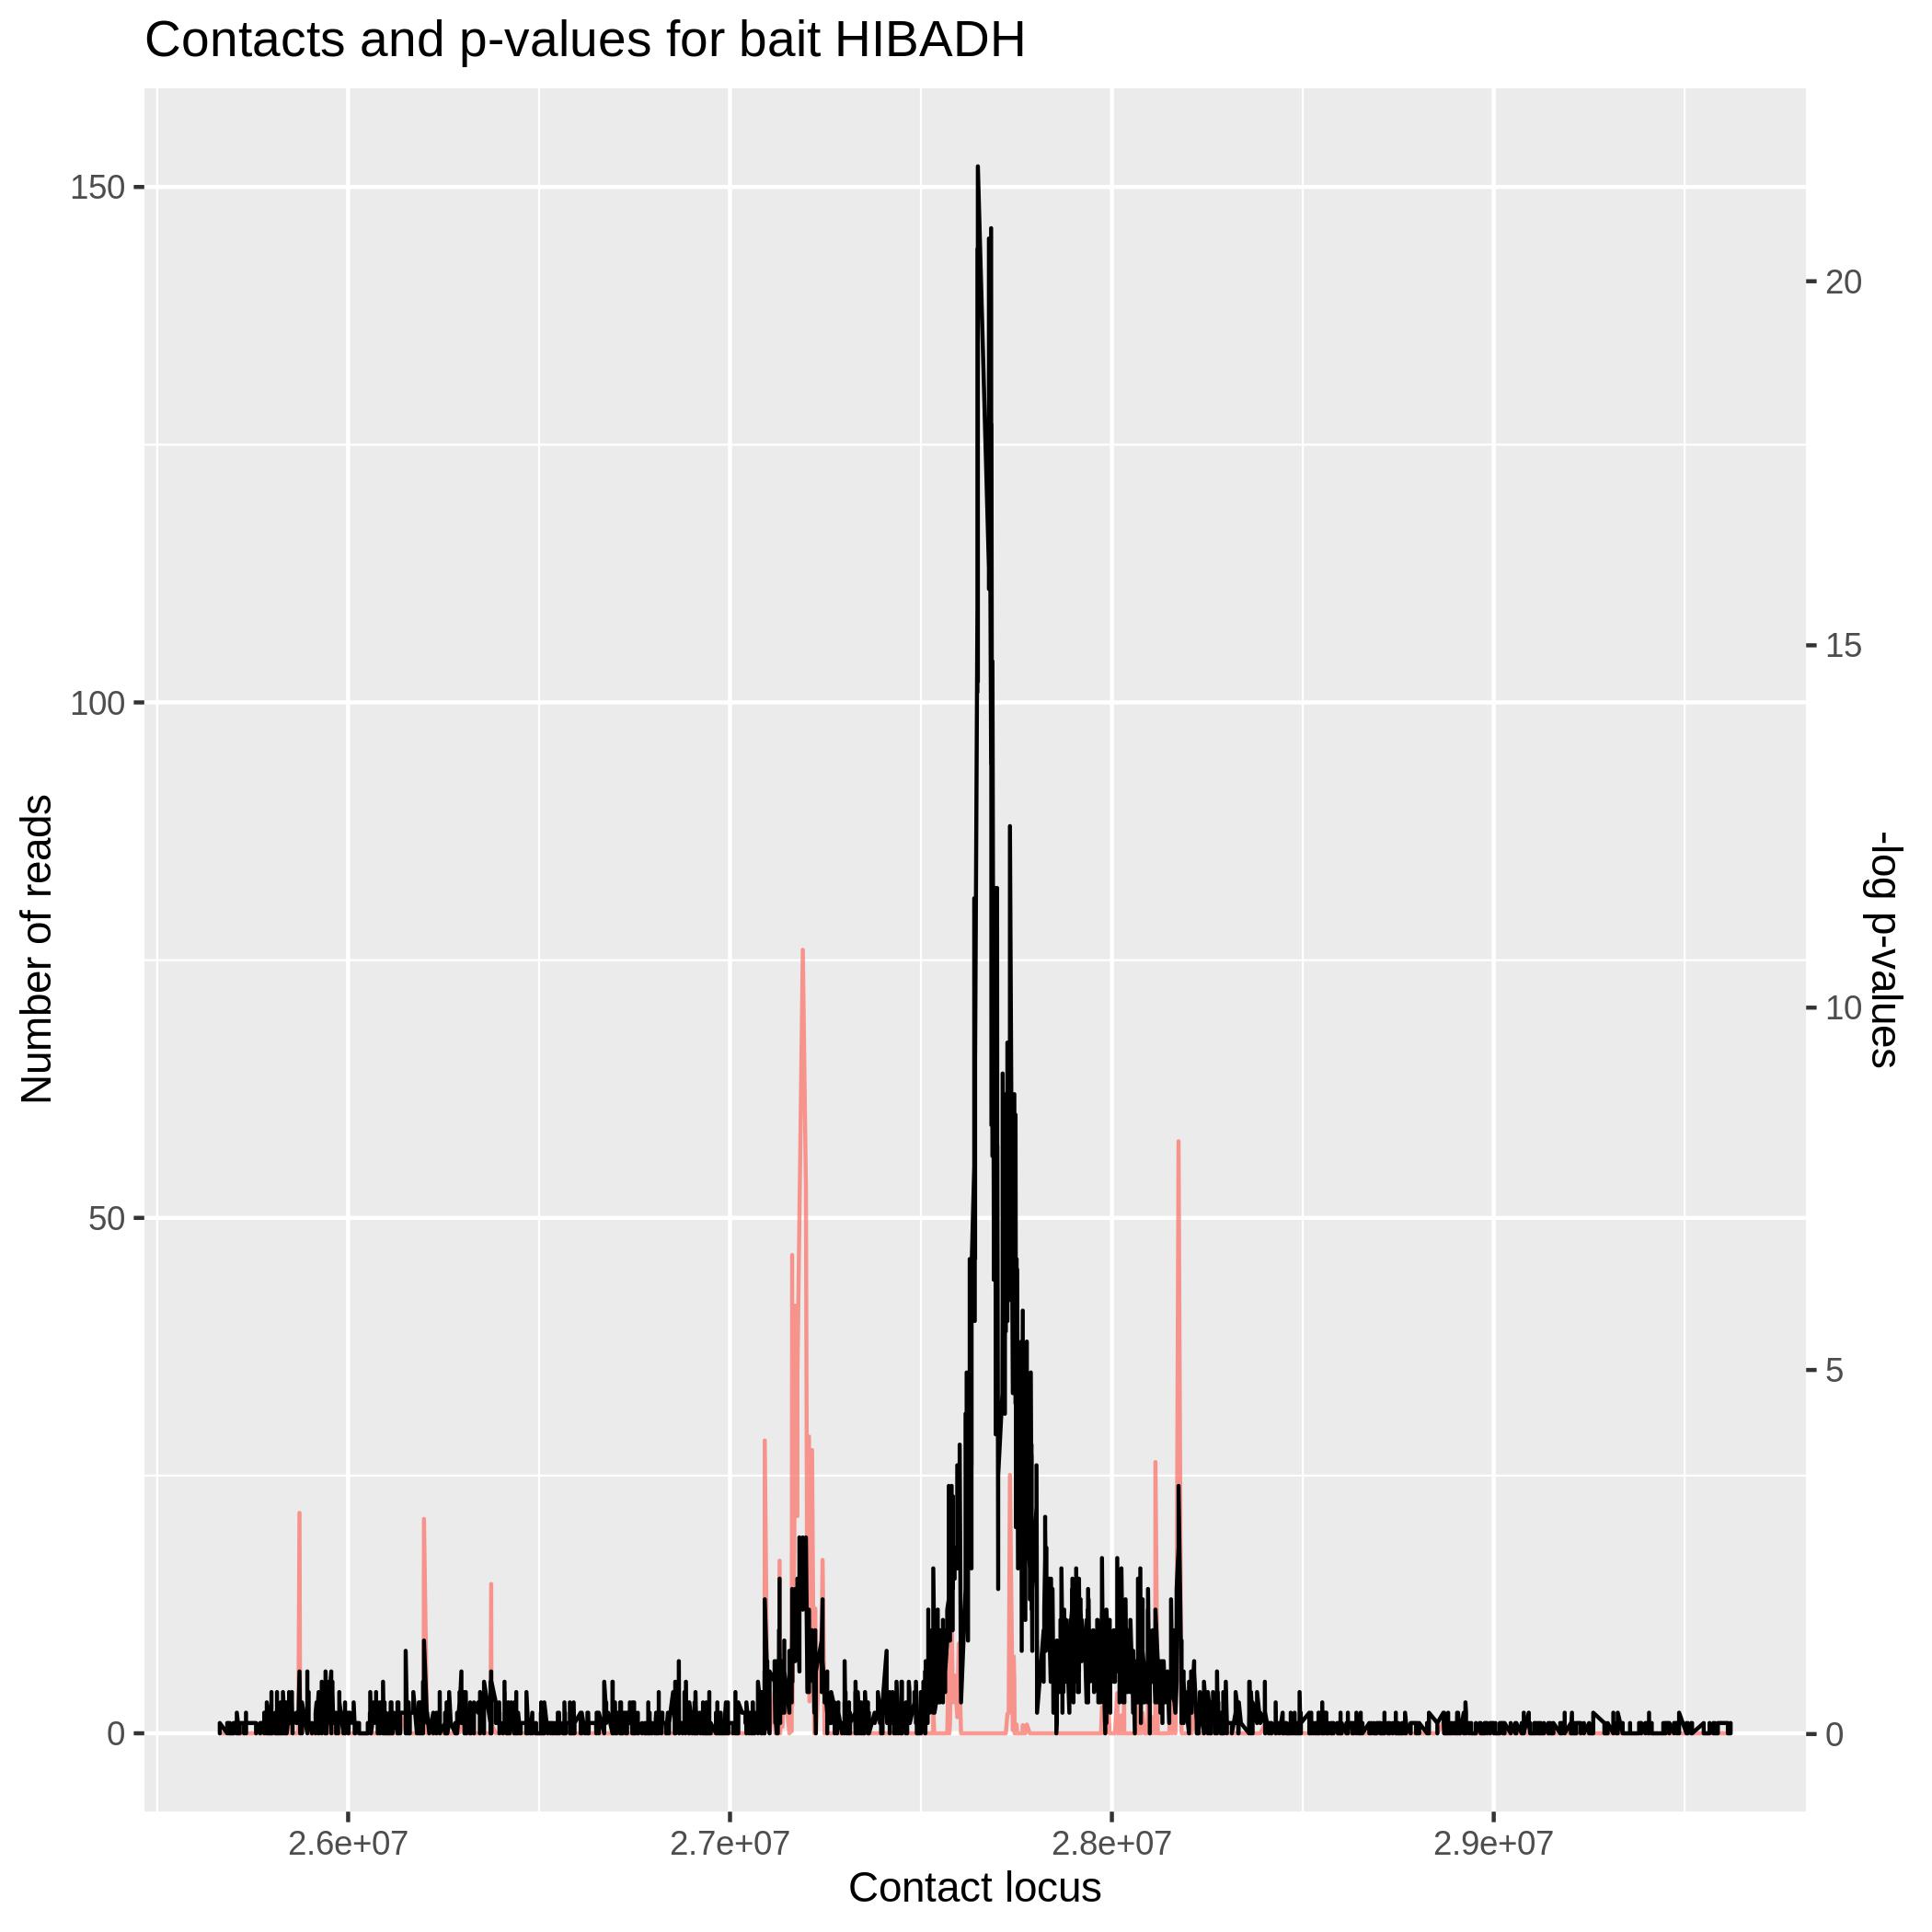 Contacts and p-values for bait HIBADH
150
100
50
0
Number of reads
20
15
10
5
0
-log p-values
2.6e+07
2.7e+07
2.8e+07
2.9e+07
Contact locus